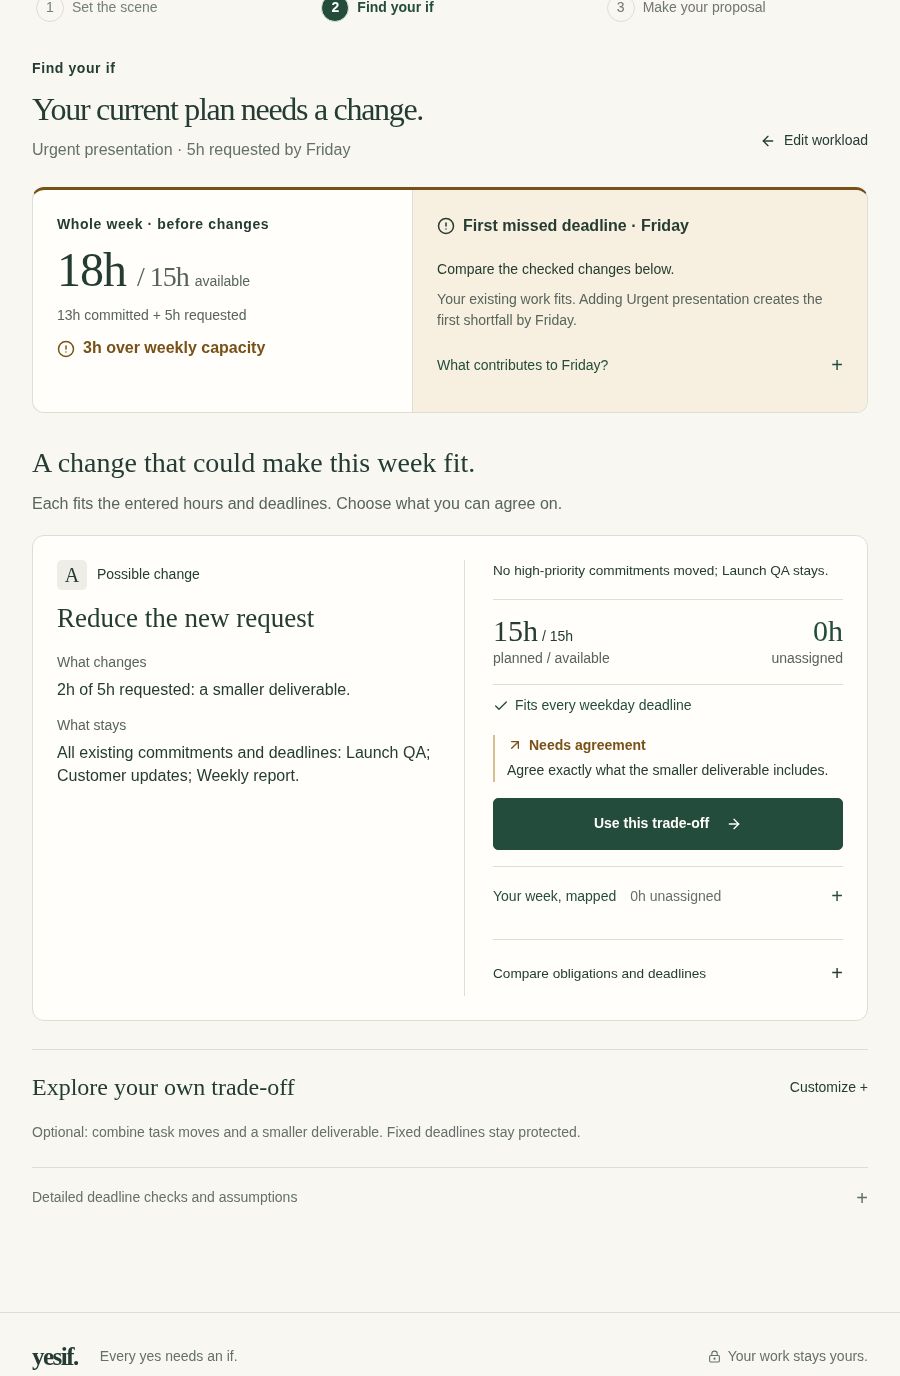 1 Set the scene
2 Find your if
3 Make your proposal
Find your if
Your current plan needs a change.
Urgent presentation · 5h requested by Friday
← Edit workload
Whole week · before changes
18h / 15h available
13h committed + 5h requested
3h over weekly capacity
First missed deadline · Friday
Compare the checked changes below.
Your existing work fits. Adding Urgent presentation creates the
first shortfall by Friday.
What contributes to Friday? +
A change that could make this week fit.
Each fits the entered hours and deadlines. Choose what you can agree on.
A Possible change
Reduce the new request
What changes
2h of 5h requested: a smaller deliverable.
What stays
All existing commitments and deadlines: Launch QA;
Customer updates; Weekly report.
No high-priority commitments moved; Launch QA stays.
15h / 15h 0h
planned / available unassigned
Fits every weekday deadline
Needs agreement
Agree exactly what the smaller deliverable includes.
Use this trade-off →
Your week, mapped 0h unassigned +
Compare obligations and deadlines +
Explore your own trade-off
Customize +
Optional: combine task moves and a smaller deliverable. Fixed deadlines stay protected.
Detailed deadline checks and assumptions +
yesif. Every yes needs an if.
Your work stays yours.